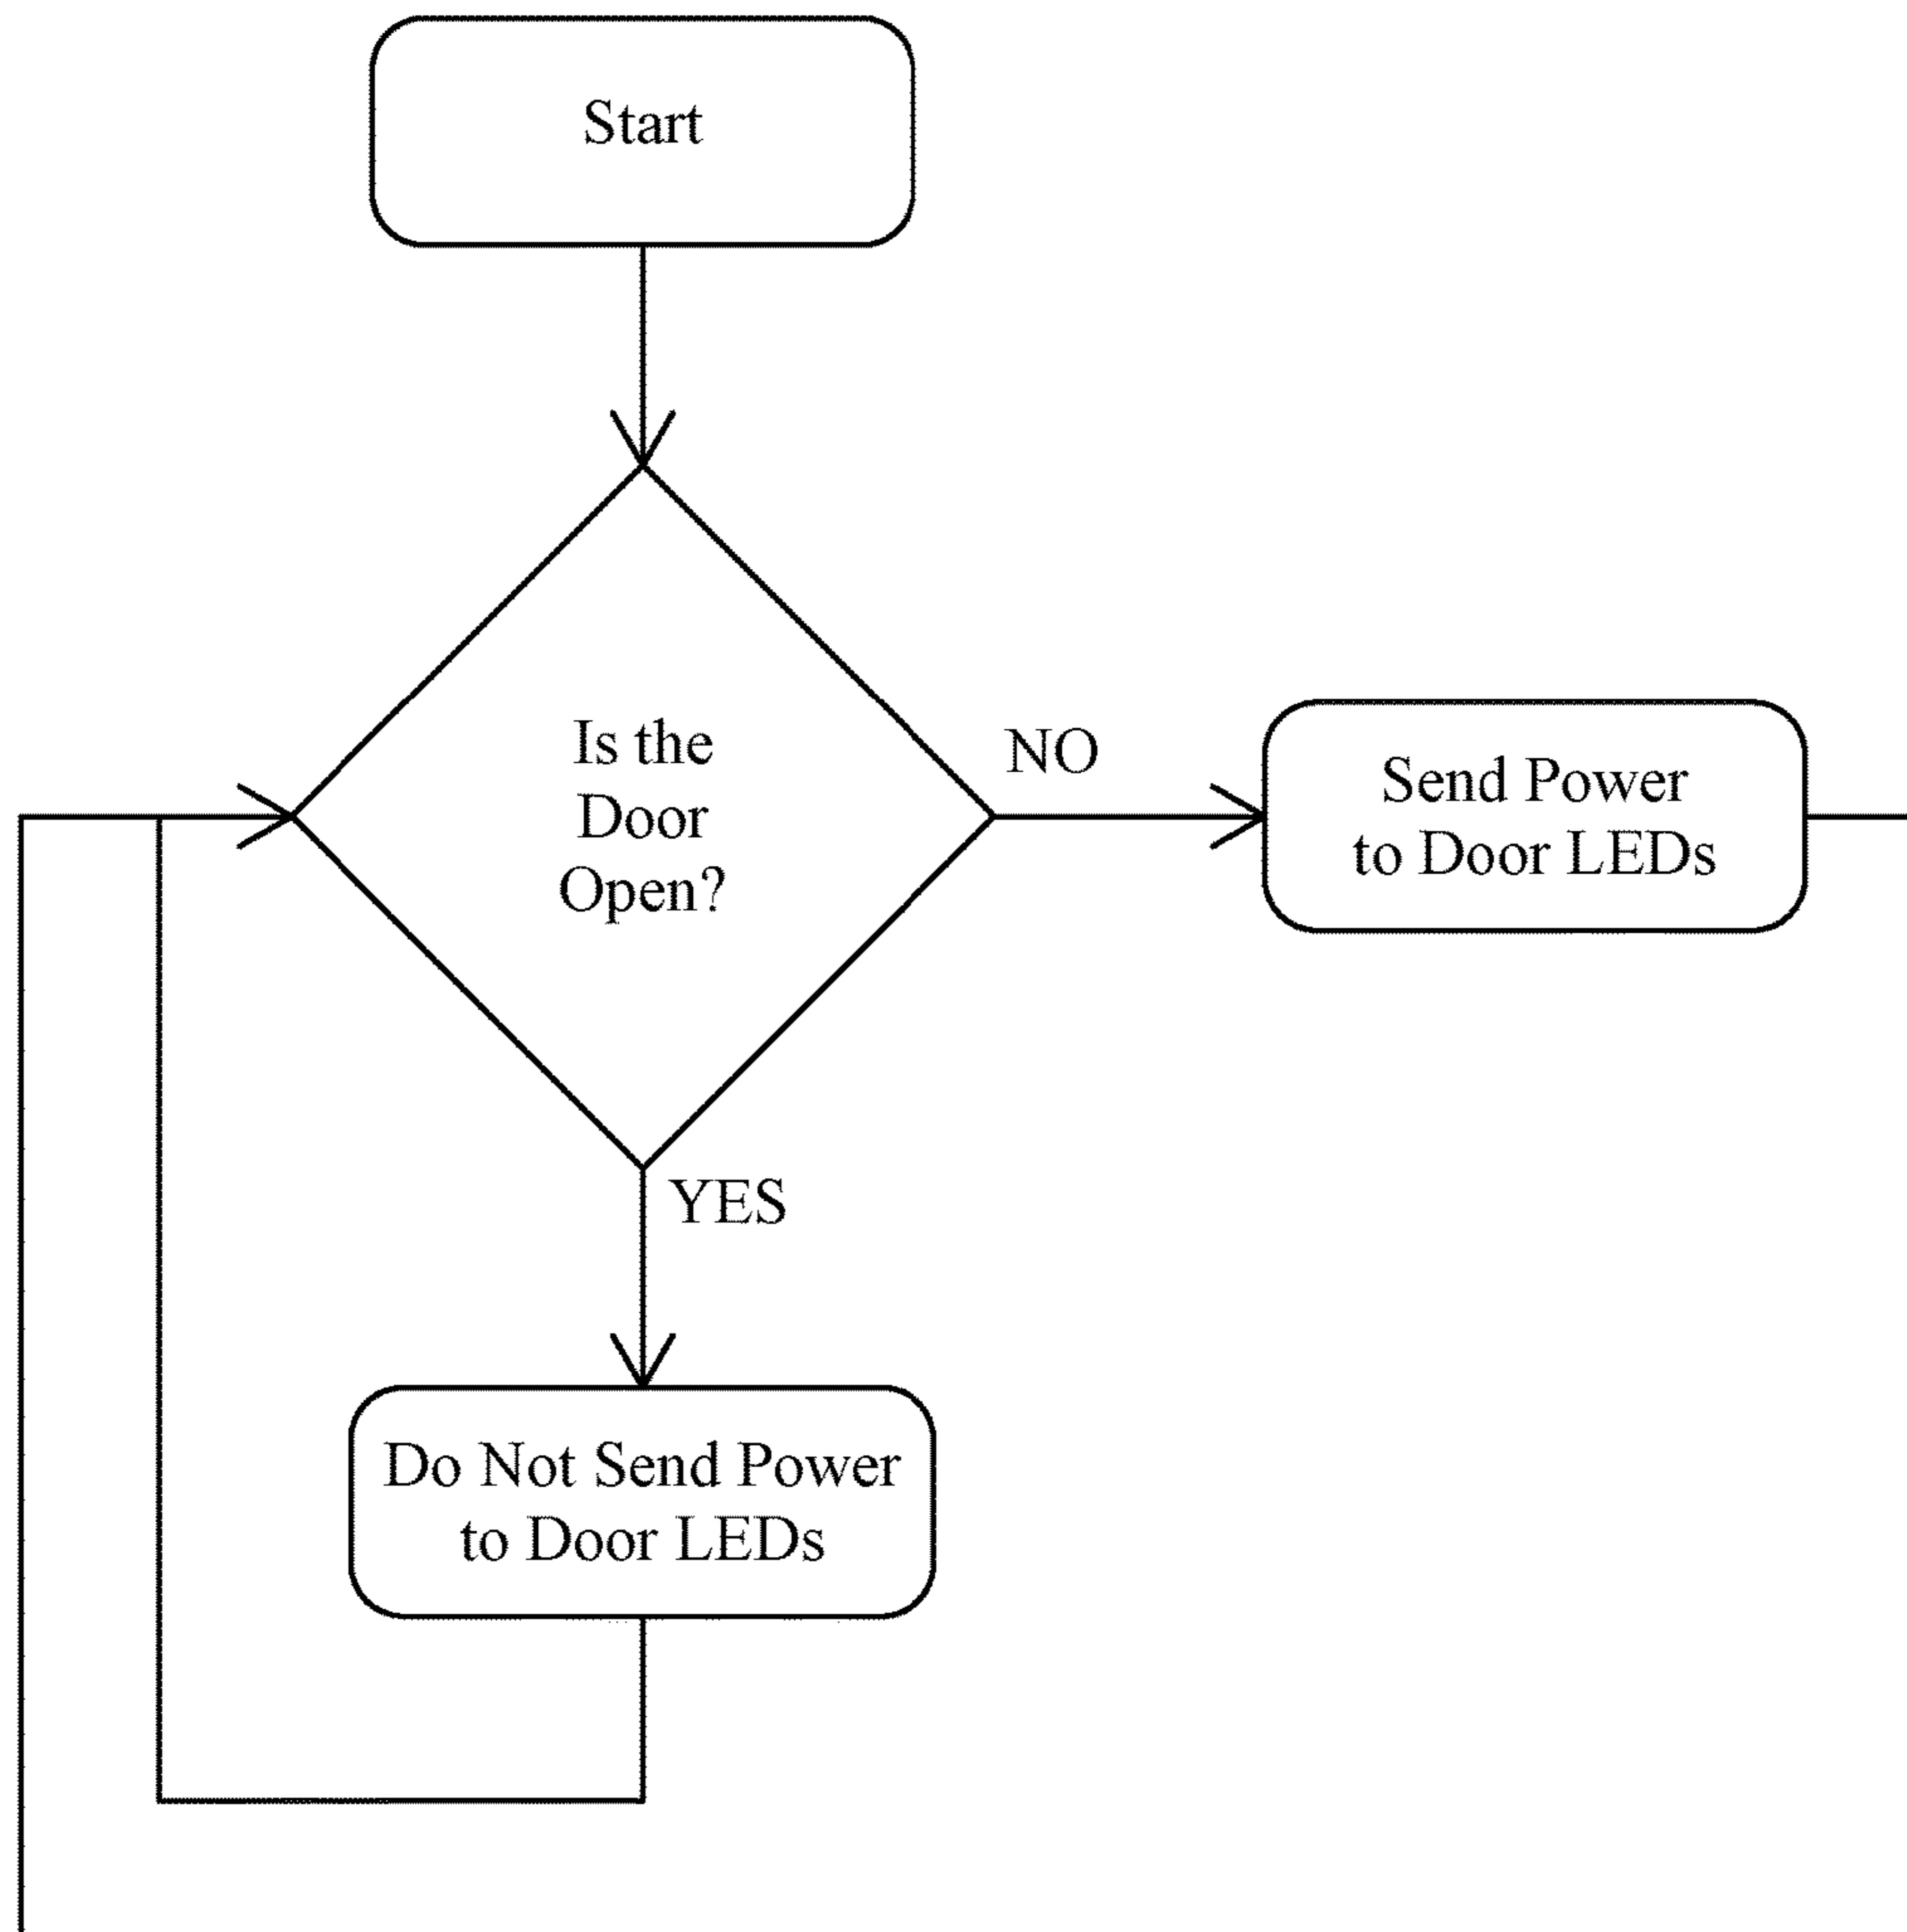 Start
Is the
Door
Open?
NO
Send Power
to Door LEDs
YES
Do Not Send Power
to Door LEDs